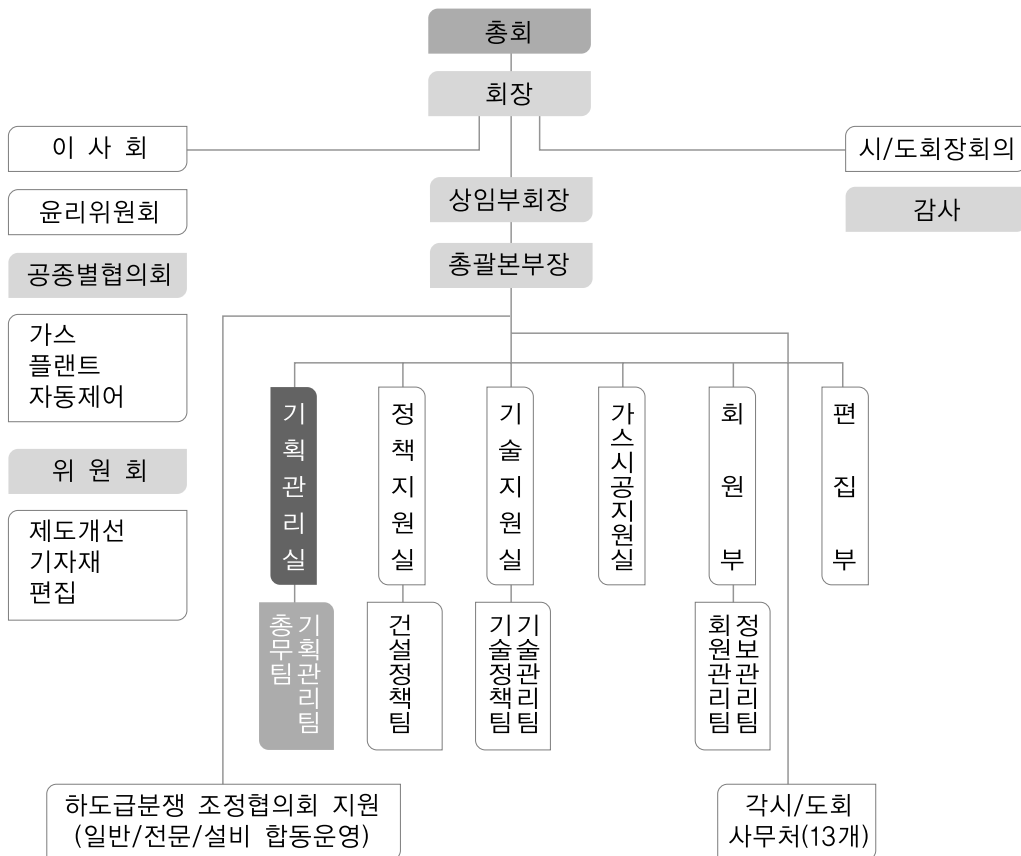 총회
회장
이 사 회
시/도회장회의
윤리위원회
상임부회장
감사
공종별협의회
총괄본부장
가스
플랜트
자동제어
위 원 회
제도개선
기자재
편집
기획관리실
정책지원실
기술지원실
가스시공지원실
회원부
편집부
총무팀
기획관리팀
건설정책팀
기술정책팀
기술관리팀
회원관리팀
정보관리팀
하도급분쟁 조정협의회 지원
(일반/전문/설비 합동운영)
각시/도회
사무처(13개)